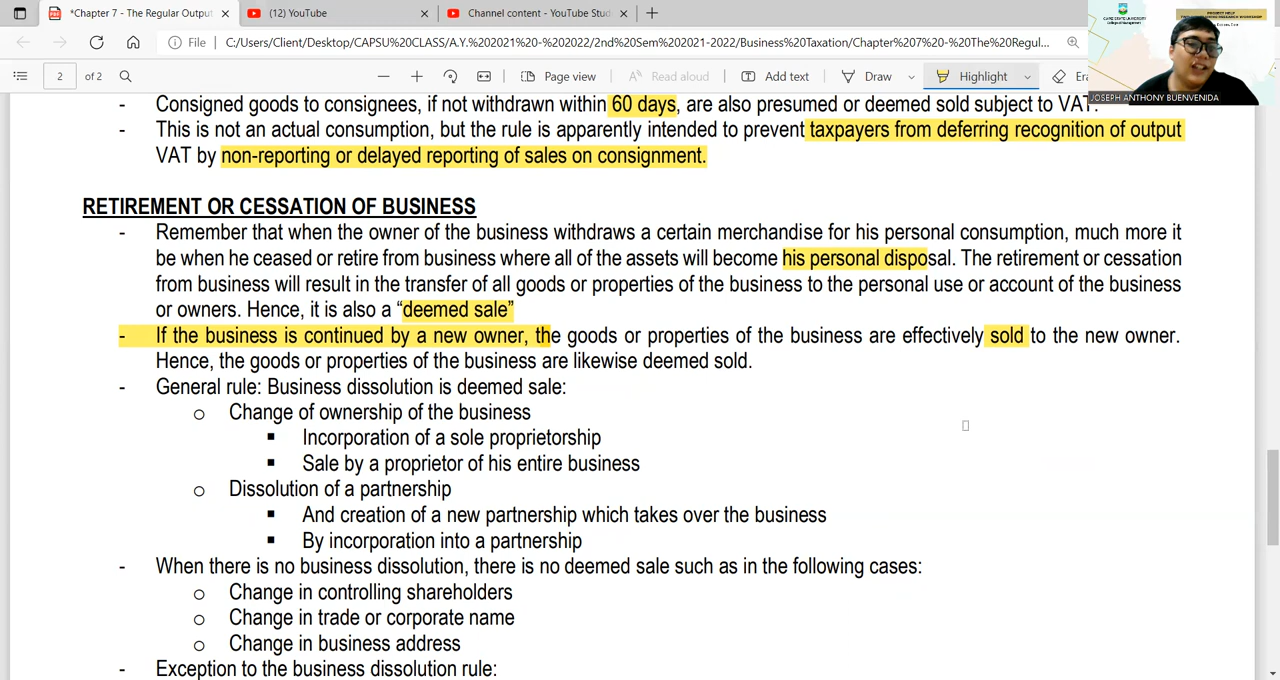 *Chapter 7 - The Regular Output
(12) YouTube
Channel comment - YouTube Stud
File
C:/Users/Client/Desktop/CAPSU%20CLASS/A.Y.%202021%20-%202022/2nd%20Sem%202021-2022/Business%20Taxation/Chapter%207%20-%20The%20Regul...
2
of 2
Page view
Read aloud
Add text
Draw
Highlight
Era
PROJECT HELP
JOSEPH ANTHONY BUENVENIDA
- Consigned goods to consignees, if not withdrawn within 60 days, are also presumed or deemed sold subject to VAT.
- This is not an actual consumption, but the rule is apparently intended to prevent taxpayers from deferring recognition of output
VAT by non-reporting or delayed reporting of sales on consignment.
RETIREMENT OR CESSATION OF BUSINESS
- Remember that when the owner of the business withdraws a certain merchandise for his personal consumption, much more it
be when he ceased or retire from business where all of the assets will become his personal disposal. The retirement or cessation
from business will result in the transfer of all goods or properties of the business to the personal use or account of the business
or owners. Hence, it is also a “deemed sale”
- If the business is continued by a new owner, the goods or properties of the business are effectively sold to the new owner.
Hence, the goods or properties of the business are likewise deemed sold.
- General rule: Business dissolution is deemed sale:
o Change of ownership of the business
▪ Incorporation of a sole proprietorship
▪ Sale by a proprietor of his entire business
o Dissolution of a partnership
▪ And creation of a new partnership which takes over the business
▪ By incorporation into a partnership
- When there is no business dissolution, there is no deemed sale such as in the following cases:
o Change in controlling shareholders
o Change in trade or corporate name
o Change in business address
- Exception to the business dissolution rule: